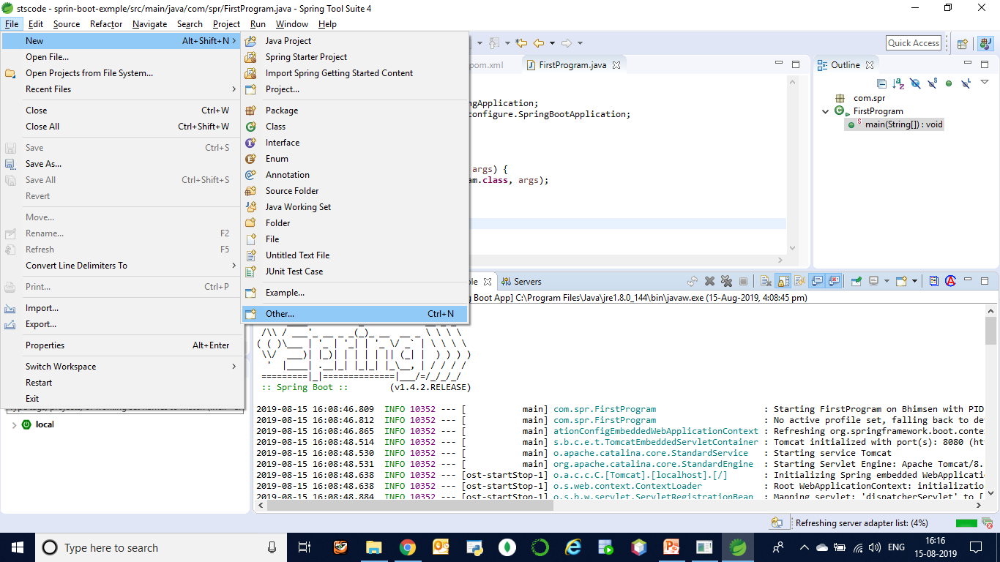 stscode - sprin-boot-exmple/src/main/java/com/spr/FirstProgram.java - Spring Tool Suite 4
File Edit Source Refactor Navigate Search Project Run Window Help
New Alt+Shift+N
Open File...
Open Projects from File System...
Recent Files
Close Ctrl+W
Close All Ctrl+Shift+W
Save Ctrl+S
Save As...
Save All Ctrl+Shift+S
Revert
Move...
Rename... F2
Refresh F5
Convert Line Delimiters To
Print... Ctrl+P
Import...
Export...
Properties Alt+Enter
Switch Workspace
Restart
Exit
Java Project
Spring Starter Project
Import Spring Getting Started Content
Project...
Package
Class
Interface
Enum
Annotation
Source Folder
Java Working Set
Folder
File
Untitled Text File
JUnit Test Case
Example...
Other... Ctrl+N
Quick Access
pom.xml FirstProgram.java
ngApplication;
configure.SpringBootApplication;
args) {
am.class, args);
Outline
com.spr
FirstProgram
main(String[]) : void
Servers
Boot App] C:\Program Files\Java\jre1.8.0_144\bin\javaw.exe (15-Aug-2019, 4:08:45 pm)
Spring
:: Spring Boot :: (v1.4.2.RELEASE)
2019-08-15 16:08:46.809 INFO 10352 --- [ main] com.spr.FirstProgram : Starting FirstProgram on Bhimsen with PID
2019-08-15 16:08:46.812 INFO 10352 --- [ main] com.spr.FirstProgram : No active profile set, falling back to de
2019-08-15 16:08:46.865 INFO 10352 --- [ main] ationConfigEmbeddedWebApplicationContext : Refreshing org.springframework.boot.conte
2019-08-15 16:08:48.514 INFO 10352 --- [ main] s.b.c.e.t.TomcatEmbeddedServletContainer : Tomcat initialized with port(s): 8080 (ht
2019-08-15 16:08:48.530 INFO 10352 --- [ main] o.apache.catalina.core.StandardService : Starting service Tomcat
2019-08-15 16:08:48.531 INFO 10352 --- [ main] org.apache.catalina.core.StandardEngine : Starting Servlet Engine: Apache Tomcat/8.
2019-08-15 16:08:48.638 INFO 10352 --- [ost-startStop-1] o.a.c.c.C.[Tomcat].[localhost].[/] : Initializing Spring embedded WebApplicatio
2019-08-15 16:08:48.638 INFO 10352 --- [ost-startStop-1] o.s.web.context.ContextLoader : Root WebApplicationContext: initializatio
2019-08-15 16:08:48.884 INFO 10352 --- [ost-startStop-1] o.s.b.w.servlet.ServletRegistrationBean : Mapping servlet: 'dispatcherServlet' to [
local
Refreshing server adapter list: (4%)
Type here to search
ENG
16:16
15-08-2019